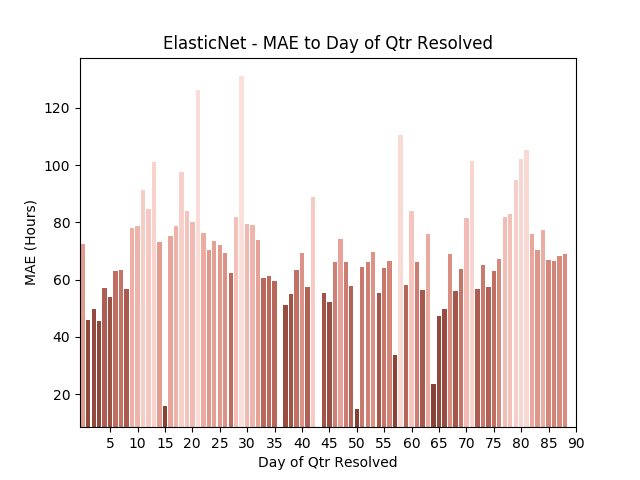 ElasticNet - MAE to Day of Qtr Resolved
MAE (Hours)
120
100
80
60
40
20
5 10 15 20 25 30 35 40 45 50 55 60 65 70 75 80 85 90
Day of Qtr Resolved